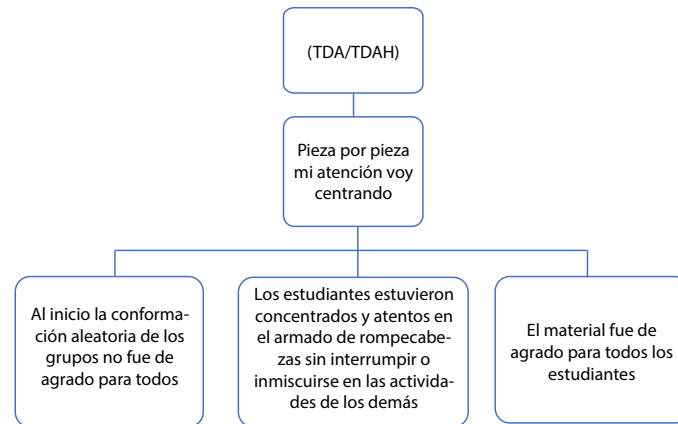 (TDA/TDAH)
Pieza por pieza
mi atención voy
centrando
Al inicio la conforma-
ción aleatoria de los
grupos no fue de
agrado para todos
Los estudiantes estuvieron
concentrados y atentos en
el armado de rompecabe-
zas sin interrumpir o
inmiscuirse en las activida-
des de los demás
El material fue de
agrado para todos los
estudiantes